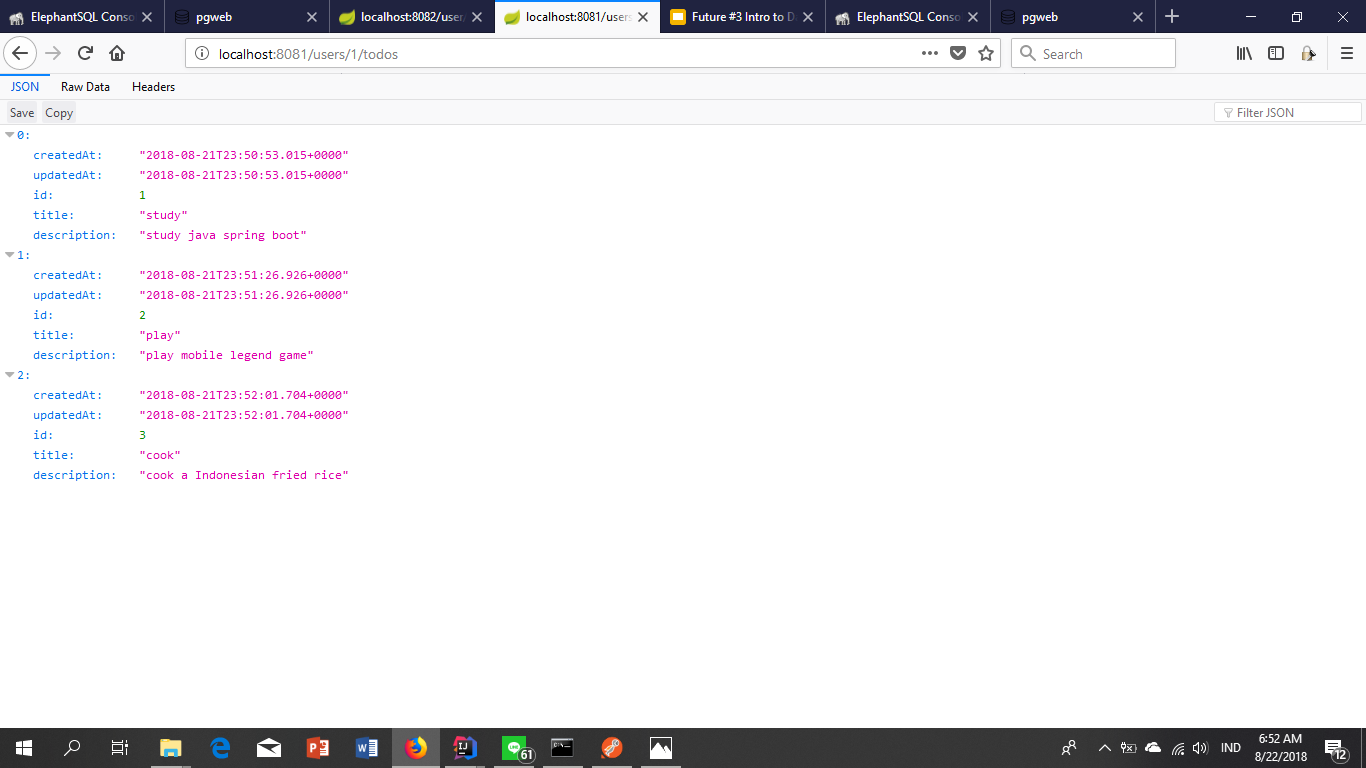 ElephantSQL Conso
pgweb
localhost:8082/user
localhost:8081/users
Future #3 Intro to D
ElephantSQL Conso
pgweb
localhost:8081/users/1/todos
Search
JSON Raw Data Headers
Save Copy
Filter JSON
0:
createdAt: "2018-08-21T23:50:53.015+0000"
updatedAt: "2018-08-21T23:50:53.015+0000"
id: 1
title: "study"
description: "study java spring boot"
1:
createdAt: "2018-08-21T23:51:26.926+0000"
updatedAt: "2018-08-21T23:51:26.926+0000"
id: 2
title: "play"
description: "play mobile legend game"
2:
createdAt: "2018-08-21T23:52:01.704+0000"
updatedAt: "2018-08-21T23:52:01.704+0000"
id: 3
title: "cook"
description: "cook a Indonesian fried rice"
61
IND
6:52 AM
8/22/2018
12